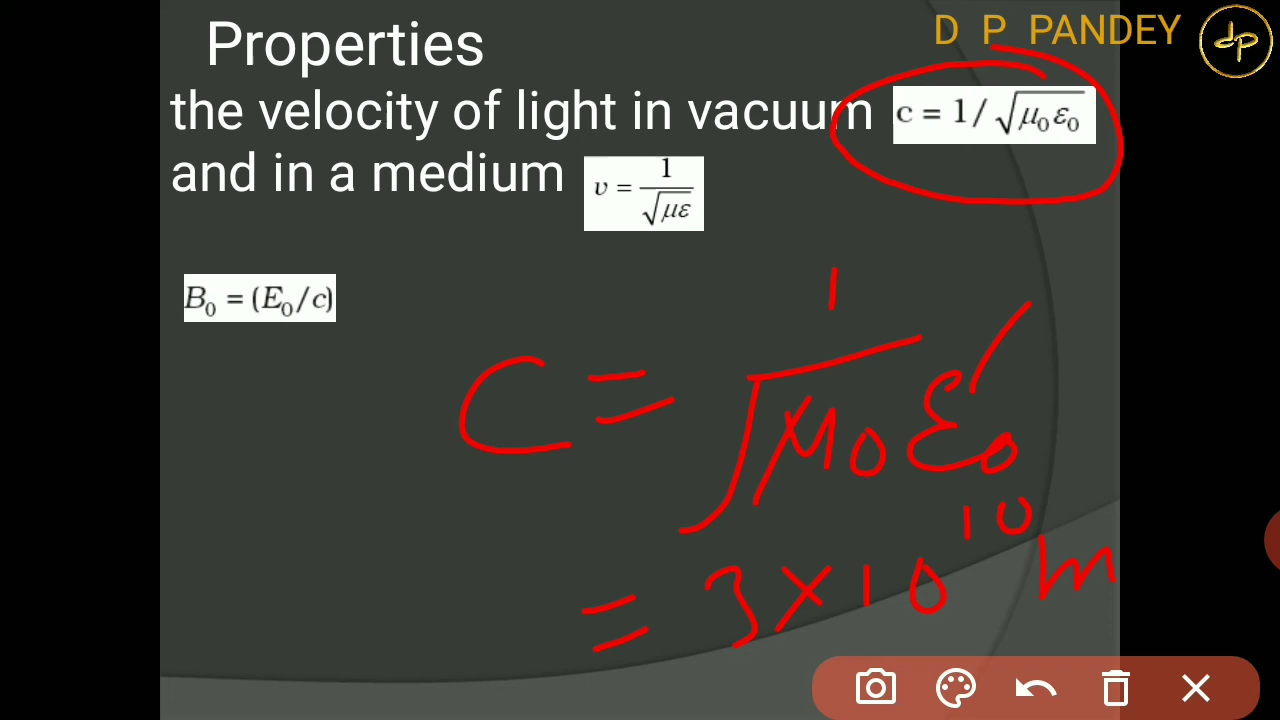 Properties
D P PANDEY
dp
the velocity of light in vacuum c = 1/√μ₀ε₀
and in a medium v = 1/√με
B₀ = (E₀/c)
C = 1/√μ₀ε₀
= 3×10¹⁰ m